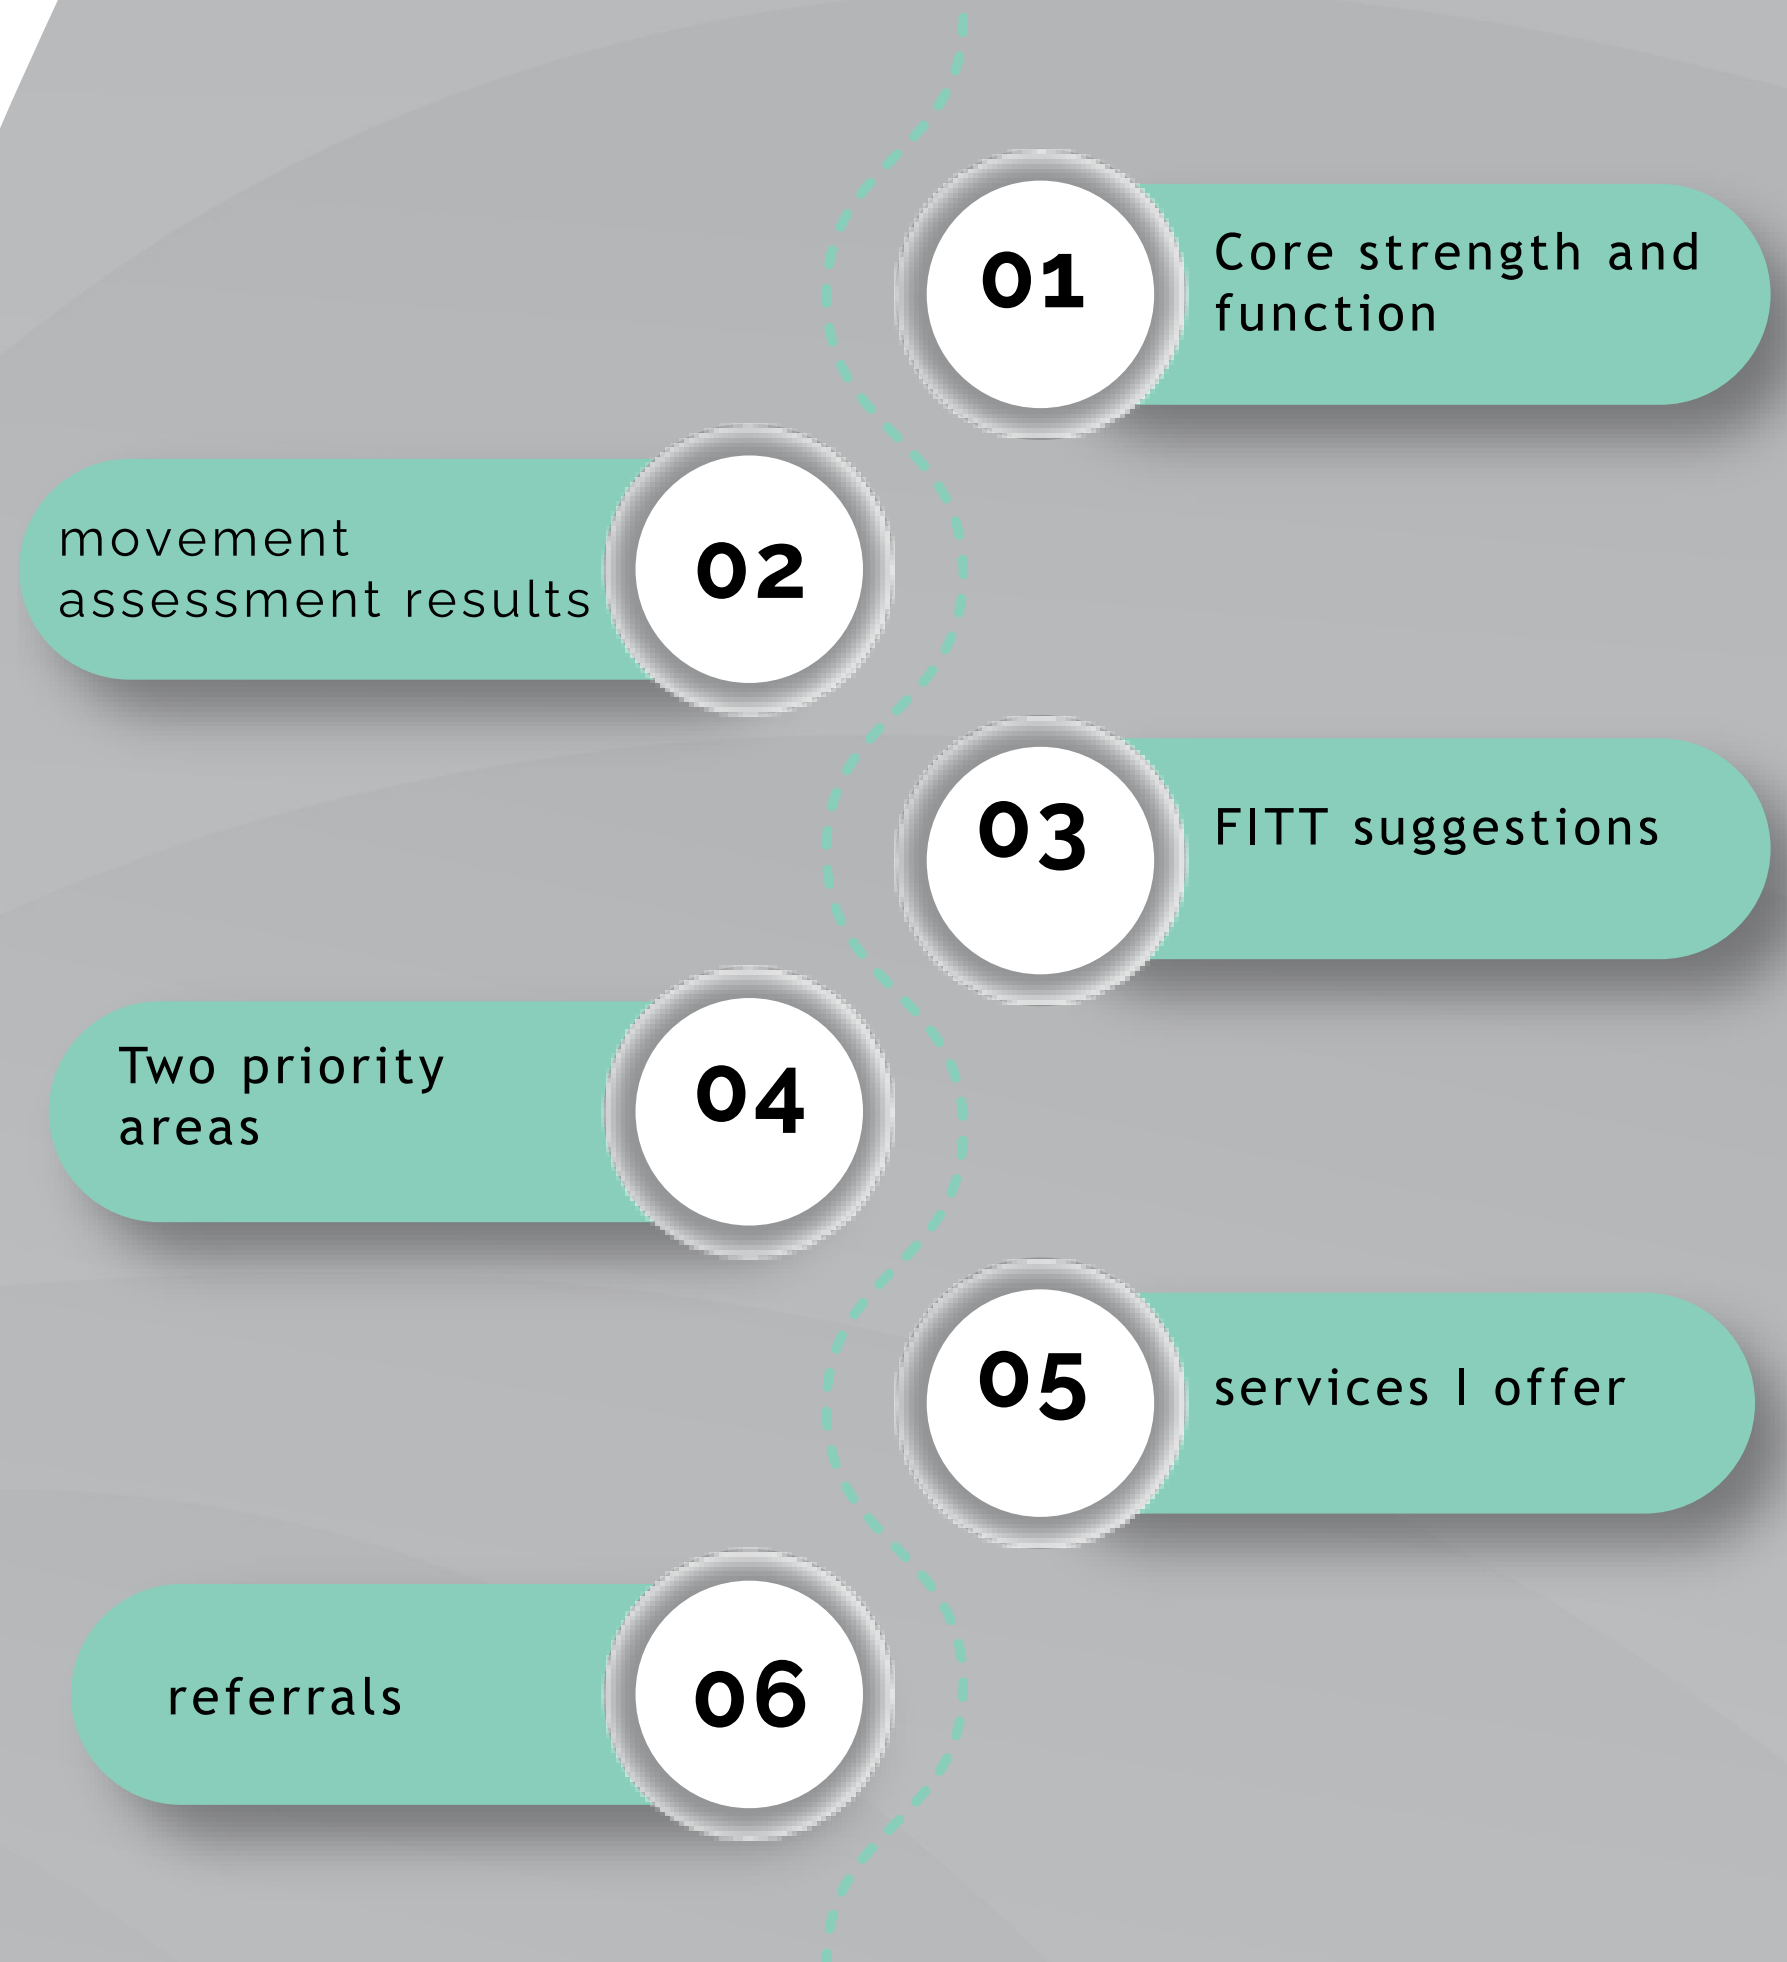 01
Core strength and
function
02
movement
assessment results
03
FITT suggestions
04
Two priority
areas
05
services I offer
06
referrals